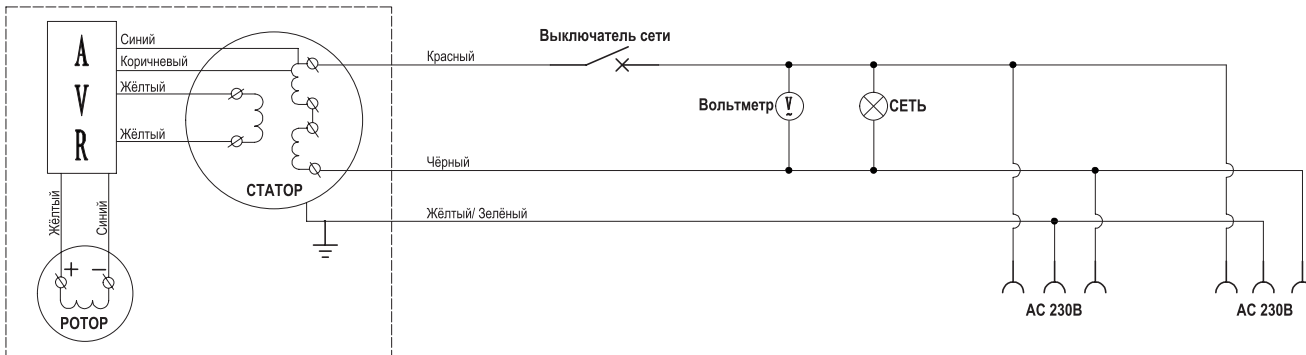 A
V
R
Синий
Коричневый
Жёлтый
Жёлтый
СТАТОР
Жёлтый
Синий
+
−
РОТОР
Красный
Выключатель сети
Вольтметр
V
~
СЕТЬ
Чёрный
Жёлтый/ Зелёный
АС 230В
АС 230В